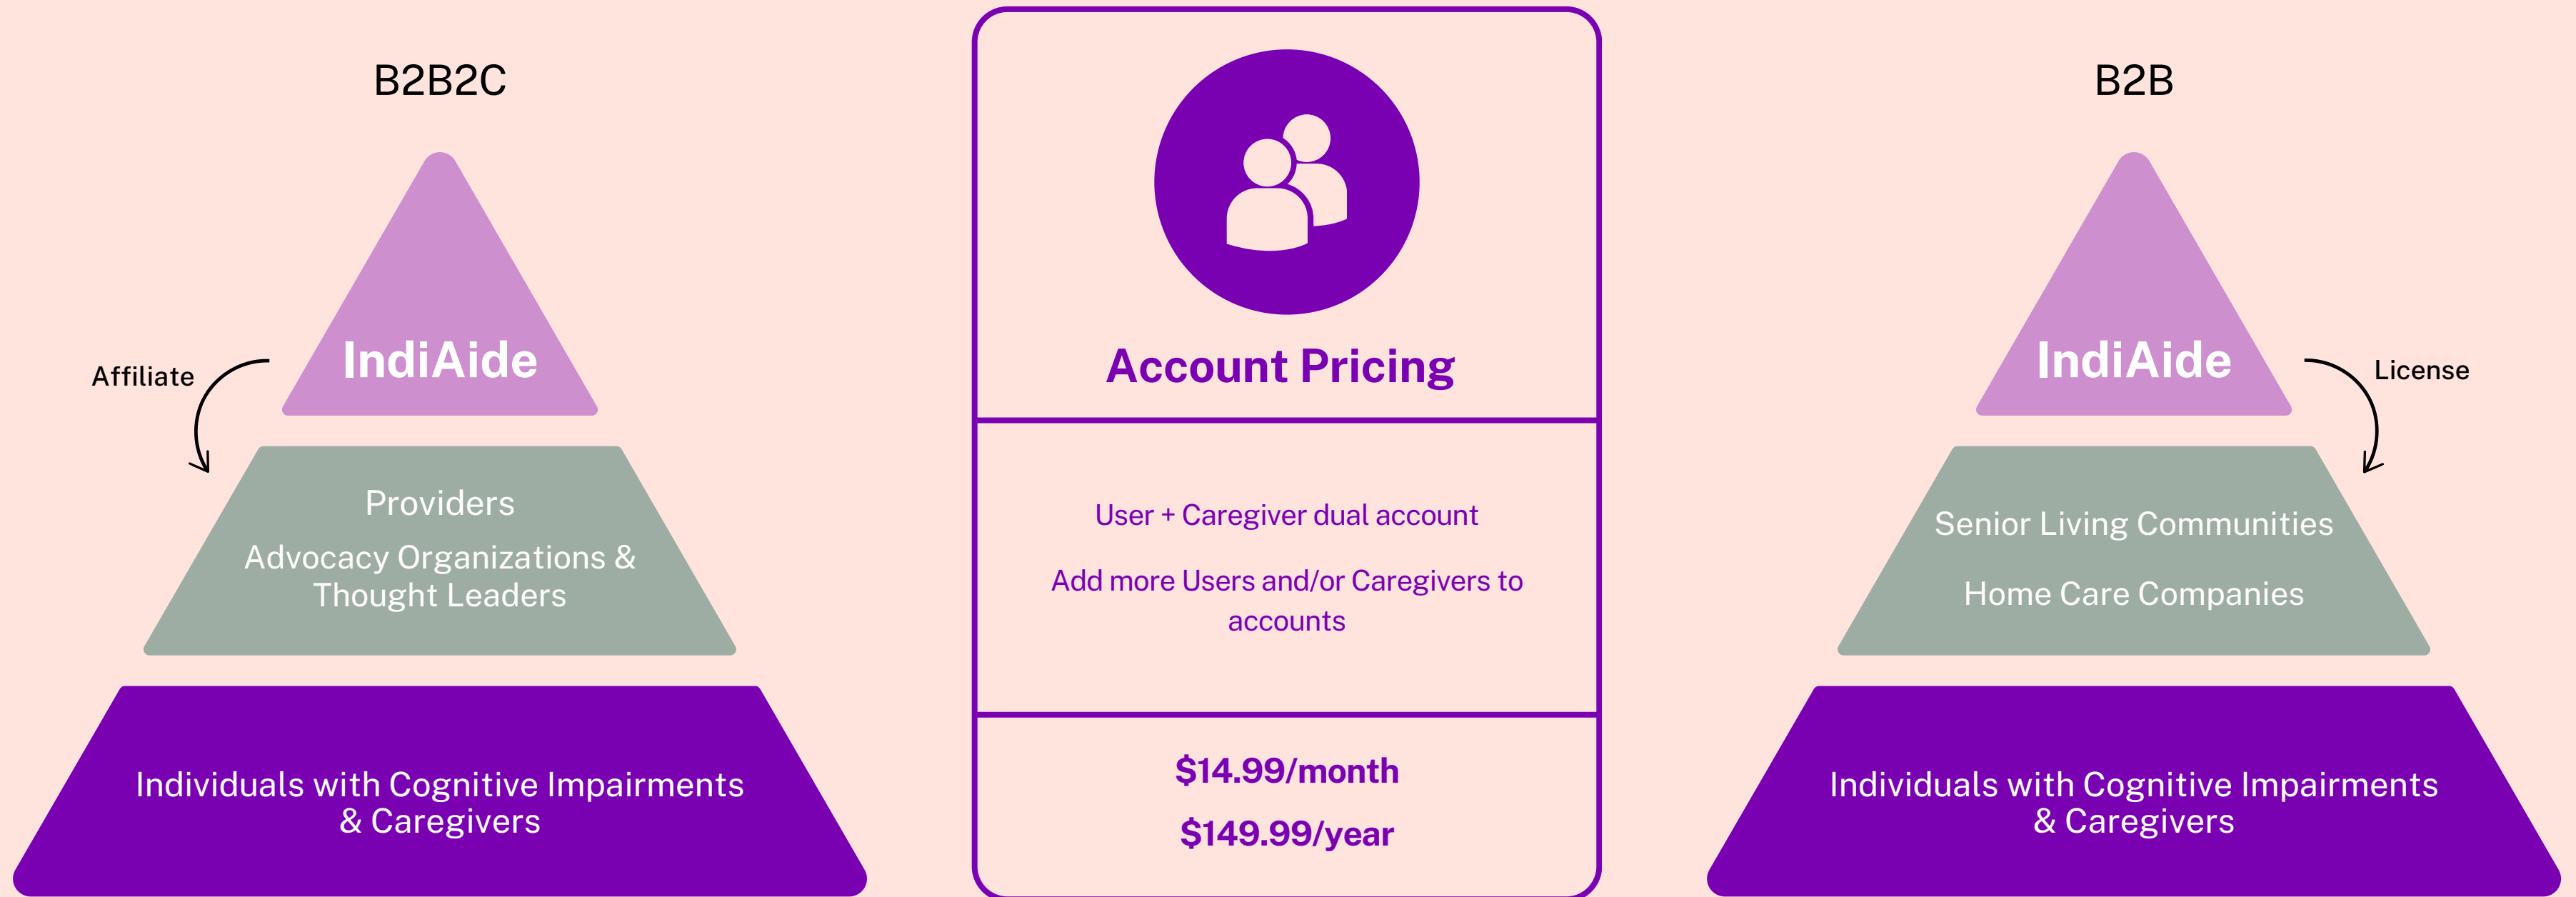 B2B2C
IndiAide
Affiliate
Providers
Advocacy Organizations &
Thought Leaders
Individuals with Cognitive Impairments
& Caregivers
Account Pricing
User + Caregiver dual account
Add more Users and/or Caregivers to
accounts
$14.99/month
$149.99/year
B2B
IndiAide
License
Senior Living Communities
Home Care Companies
Individuals with Cognitive Impairments
& Caregivers